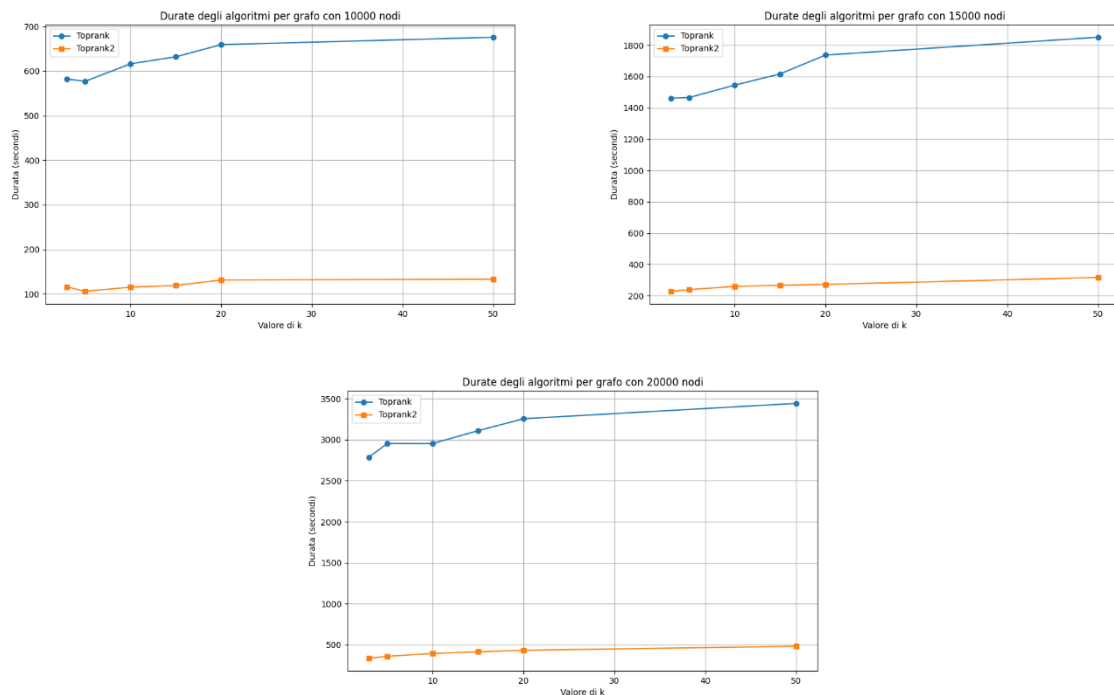 Durate degli algoritmi per grafo con 10000 nodi
700
600
500
400
300
200
100
Durata (secondi)
Toprank
Toprank2
10
20
30
40
50
Valore di k
Durate degli algoritmi per grafo con 15000 nodi
1800
1600
1400
1200
1000
800
600
400
200
Durata (secondi)
Toprank
Toprank2
10
20
30
40
50
Valore di k
Durate degli algoritmi per grafo con 20000 nodi
3500
3000
2500
2000
1500
1000
500
Durata (secondi)
Toprank
Toprank2
10
20
30
40
50
Valore di k